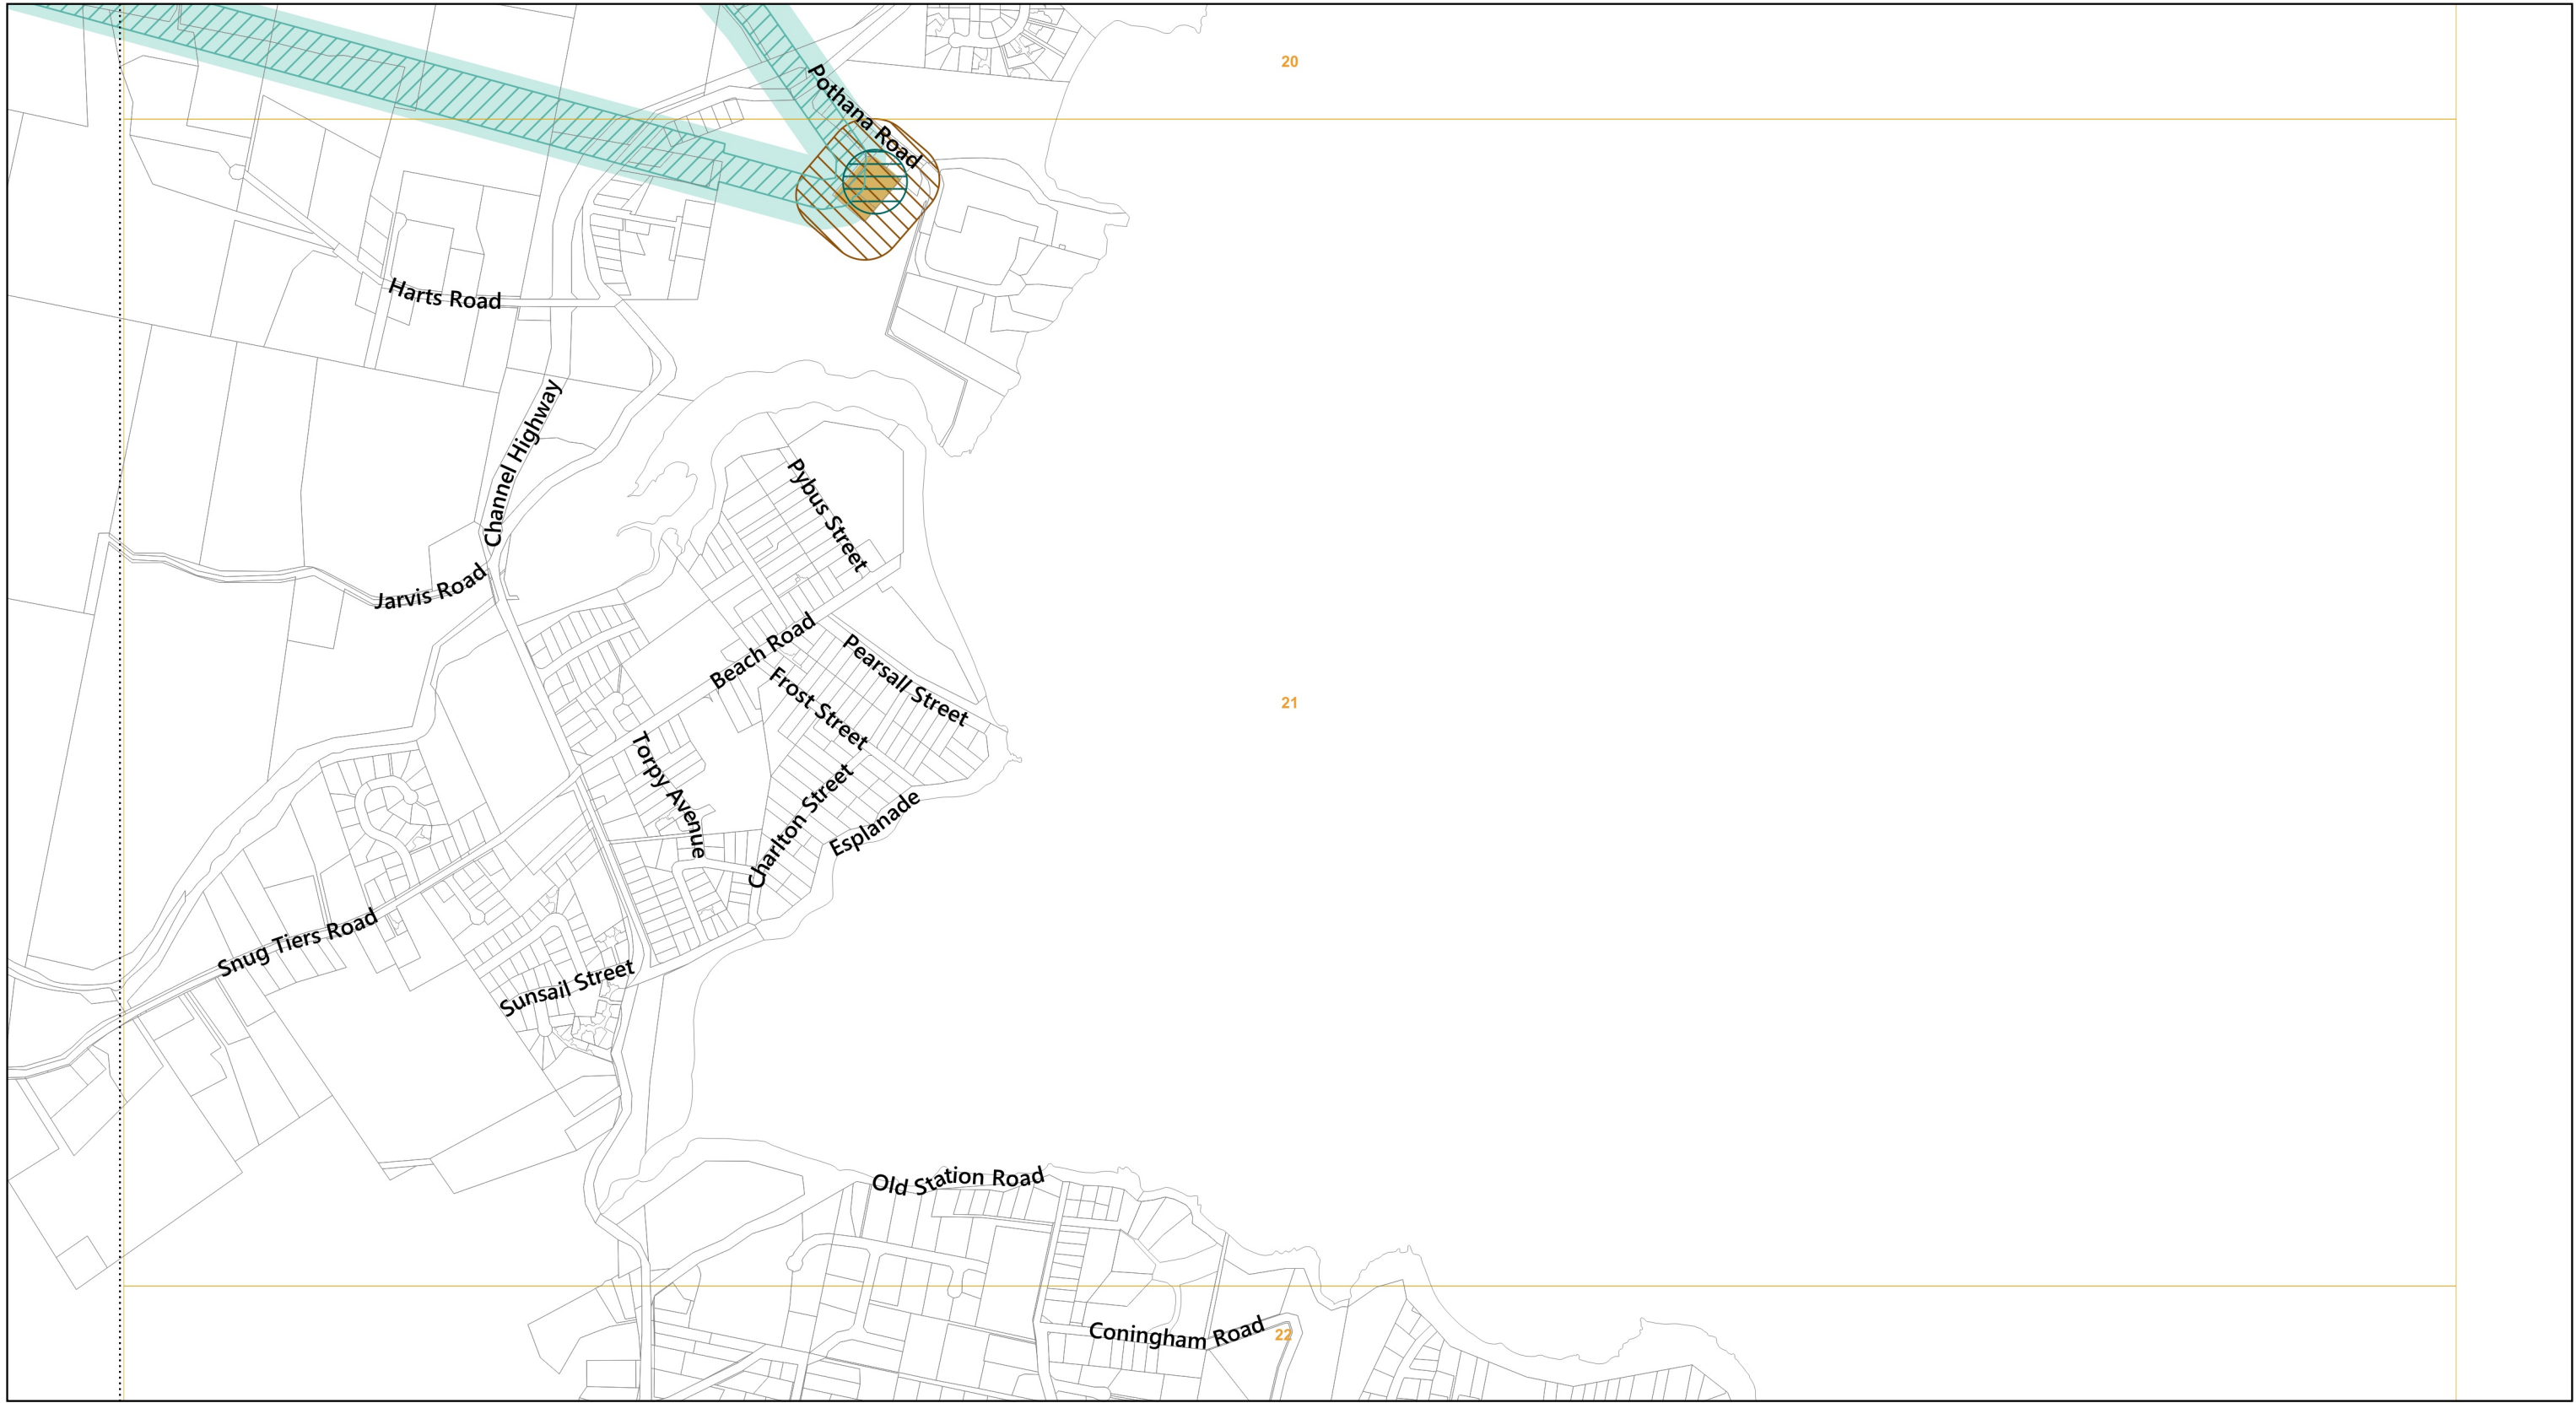 20
Pothana Road
Harts Road
Channel Highway
Pybus Street
Jarvis Road
Beach Road
Pearsall Street
Frost Street
21
Torpy Avenue
Charlton Street
Esplanade
Snug Tiers Road
Sunsail Street
Old Station Road
Coningham Road
22